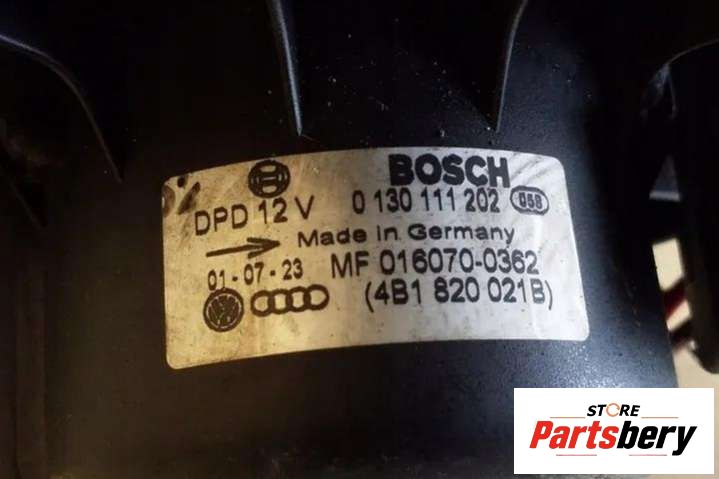 BOSCH
DPD 12 V 0 130 111 202 058
Made in Germany
01-07-23 MF 016070-0362
(4B1 820 021B)
STORE
Partsbery